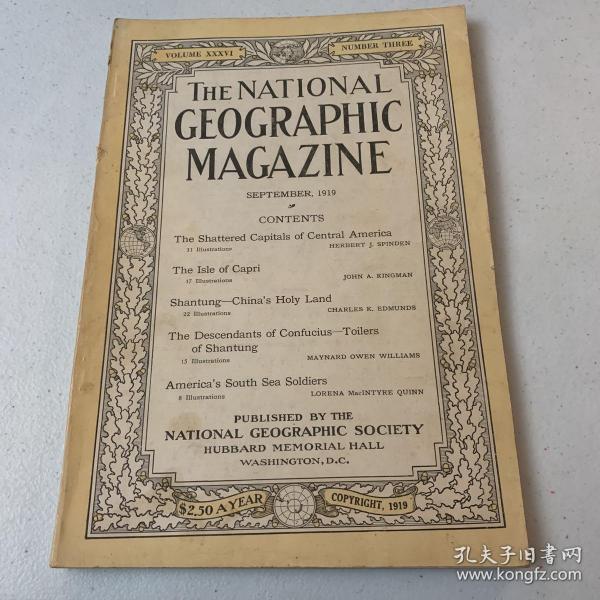 VOLUME XXXVI
NUMBER THREE
THE NATIONAL
GEOGRAPHIC
MAGAZINE
SEPTEMBER, 1919
CONTENTS
The Shattered Capitals of Central America
31 Illustrations HERBERT J. SPINDEN
The Isle of Capri
17 Illustrations JOHN A. KINGMAN
Shantung—China's Holy Land
22 Illustrations CHARLES K. EDMUNDS
The Descendants of Confucius—Toilers
of Shantung
15 Illustrations MAYNARD OWEN WILLIAMS
America's South Sea Soldiers
8 Illustrations LORENA MacINTYRE QUINN
PUBLISHED BY THE
NATIONAL GEOGRAPHIC SOCIETY
HUBBARD MEMORIAL HALL
WASHINGTON, D.C.
$2.50 A YEAR
COPYRIGHT, 1919
孔夫子旧书网
www.kongfz.com